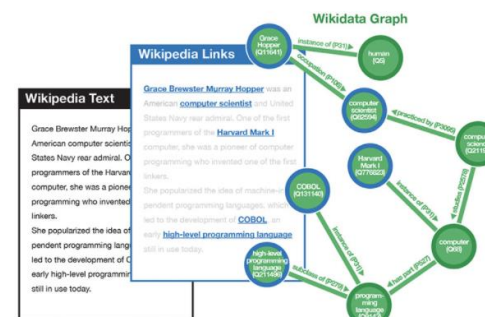 Wikidata Graph
Wikipedia Links
Grace Brewster Murray Hopper was an
American computer scientist and United
States Navy rear admiral. One of the first
programmers of the Harvard Mark I
computer, she was a pioneer of computer
programming who invented one of the first
linkers.
She popularized the idea of machine-in
pendent programming languages, which
led to the development of COBOL, an
early high-level programming language
still in use today.
Wikipedia Text
Grace Brewster Murray Hop
American computer scientis
States Navy rear admiral. O
programmers of the Harvar
computer, she was a pionee
programming who invented
linkers.
She popularized the idea of
pendent programming lang
led to the development of C
early high-level programmin
still in use today.
Grace
Hopper
(Q11641)
instance of (P31)
human
(Q5)
occupation (P106)
computer
scientist
(Q82594)
practiced by (P3095)
Harvard
Mark I
instance of (P31)
studies (P2578)
COBOL
(Q131140)
instance of (P31)
computer
(Q68)
has part (P527)
high-level
programming
language
(Q211496)
subclass of (P279)
program-
ming
language